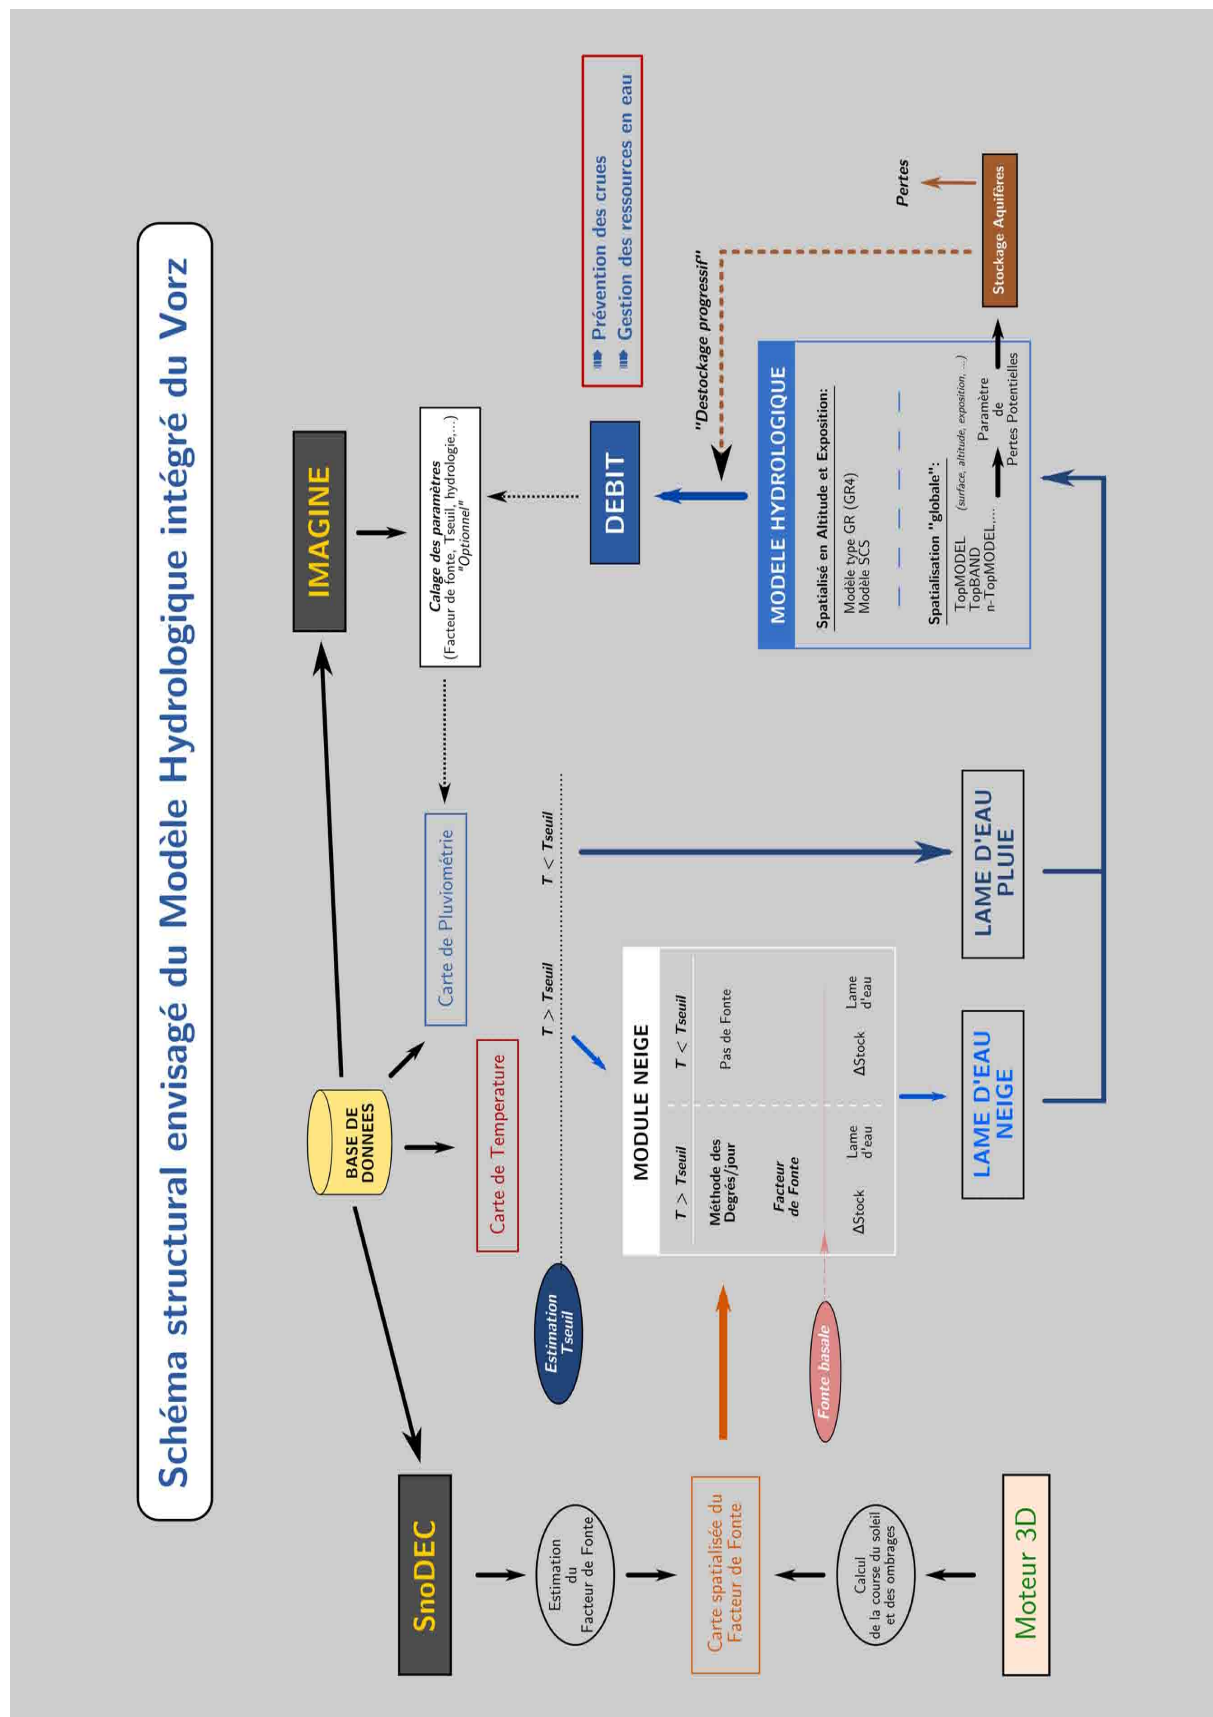 Schéma structural envisagé du Modèle Hydrologique intégré du Vorz
BASE DE
DONNEES
IMAGINE
SnoDEC
Calage des paramètres
(Facteur de fonte, Tseuil, hydrologie,...)
"Optionnel"
Carte de Pluviométrie
Carte de Temperature
Estimation
Tseuil
T > Tseuil
T < Tseuil
Estimation
du
Facteur de Fonte
Carte spatialisée du
Facteur de Fonte
Calcul
de la course du soleil
et des ombrages
Moteur 3D
Fonte basale
MODULE NEIGE
T > Tseuil
T < Tseuil
Méthode des
Degrés/jour
Pas de Fonte
Facteur
de Fonte
ΔStock
Lame
d'eau
ΔStock
Lame
d'eau
LAME D'EAU
NEIGE
LAME D'EAU
PLUIE
DEBIT
➠ Prévention des crues
➠ Gestion des ressources en eau
"Destockage progressif"
MODELE HYDROLOGIQUE
Spatialisé en Altitude et Exposition:
Modèle type GR (GR4)
Modèle SCS
Spatialisation "globale":
TopMODEL
(surface, altitude, exposition, ...)
TopBAND
n-TopMODEL,...
Paramètre
de
Pertes Potentielles
Stockage Aquifères
Pertes